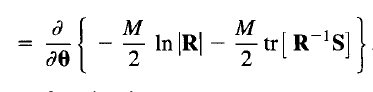 = ∂/∂θ { − M/2 ln |R| − M/2 tr[ R⁻¹S] }